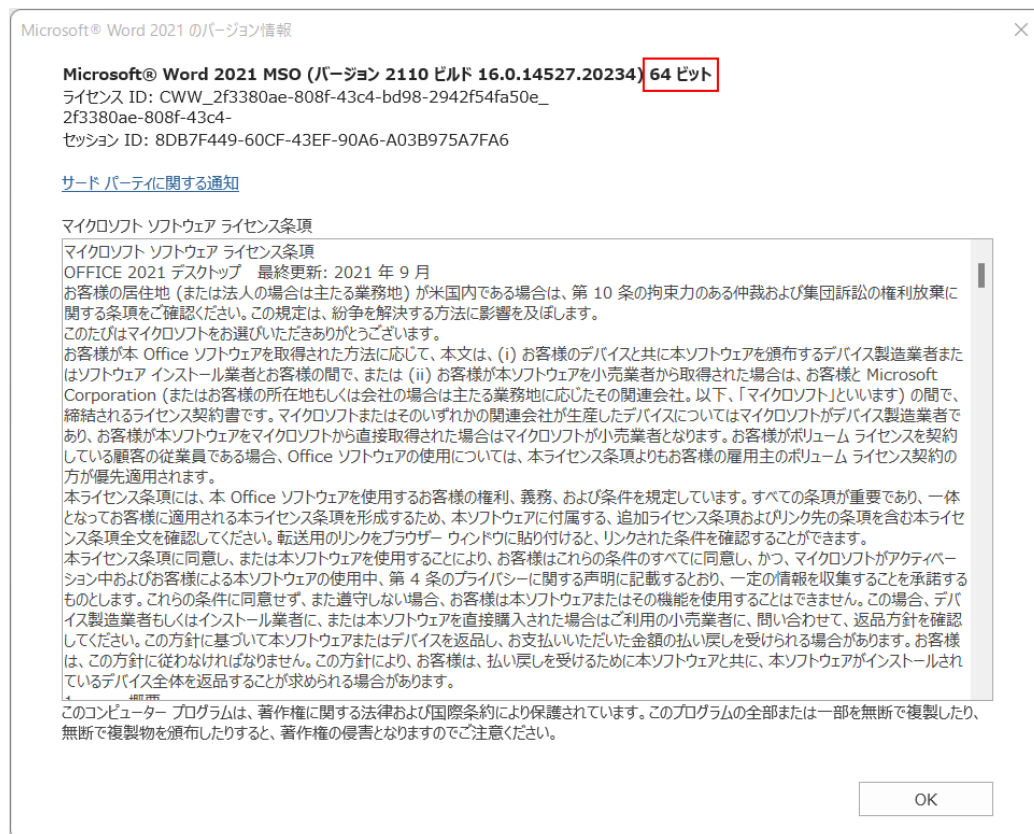 Microsoft® Word 2021 のバージョン情報
Microsoft® Word 2021 MSO (バージョン 2110 ビルド 16.0.14527.20234) 64 ビット
ライセンス ID: CWW_2f3380ae-808f-43c4-bd98-2942f54fa50e_
2f3380ae-808f-43c4-
セッション ID: 8DB7F449-60CF-43EF-90A6-A03B975A7FA6
サード パーティに関する通知
マイクロソフト ソフトウェア ライセンス条項
マイクロソフト ソフトウェア ライセンス条項
OFFICE 2021 デスクトップ　最終更新: 2021 年 9 月
お客様の居住地 (または法人の場合は主たる業務地) が米国内である場合は、第 10 条の拘束力のある仲裁および集団訴訟の権利放棄に
関する条項をご確認ください。この規定は、紛争を解決する方法に影響を及ぼします。
このたびはマイクロソフトをお選びいただきありがとうございます。
お客様が本 Office ソフトウェアを取得された方法に応じて、本文は、(i) お客様のデバイスと共に本ソフトウェアを頒布するデバイス製造業者また
はソフトウェア インストール業者とお客様の間で、または (ii) お客様が本ソフトウェアを小売業者から取得された場合は、お客様と Microsoft
Corporation (またはお客様の所在地もしくは会社の場合は主たる業務地に応じたその関連会社。以下、「マイクロソフト」といいます) の間で、
締結されるライセンス契約書です。マイクロソフトまたはそのいずれかの関連会社が生産したデバイスについてはマイクロソフトがデバイス製造業者で
あり、お客様が本ソフトウェアをマイクロソフトから直接取得された場合はマイクロソフトが小売業者となります。お客様がボリューム ライセンスを契約
している顧客の従業員である場合、Office ソフトウェアの使用については、本ライセンス条項よりもお客様の雇用主のボリューム ライセンス契約の
方が優先適用されます。
本ライセンス条項には、本 Office ソフトウェアを使用するお客様の権利、義務、および条件を規定しています。すべての条項が重要であり、一体
となってお客様に適用される本ライセンス条項を形成するため、本ソフトウェアに付属する、追加ライセンス条項およびリンク先の条項を含む本ライセ
ンス条項全文を確認してください。転送用のリンクをブラウザー ウィンドウに貼り付けると、リンクされた条件を確認することができます。
本ライセンス条項に同意し、または本ソフトウェアを使用することにより、お客様はこれらの条件のすべてに同意し、かつ、マイクロソフトがアクティベー
ション中およびお客様による本ソフトウェアの使用中、第 4 条のプライバシーに関する声明に記載するとおり、一定の情報を収集することを承諾する
ものとします。これらの条件に同意せず、また遵守しない場合、お客様は本ソフトウェアまたはその機能を使用することはできません。この場合、デバ
イス製造業者もしくはインストール業者に、または本ソフトウェアを直接購入された場合はご利用の小売業者に、問い合わせて、返品方針を確認
してください。この方針に基づいて本ソフトウェアまたはデバイスを返品し、お支払いいただいた金額の払い戻しを受けられる場合があります。お客様
は、この方針に従わなければなりません。この方針により、お客様は、払い戻しを受けるために本ソフトウェアと共に、本ソフトウェアがインストールされ
ているデバイス全体を返品することが求められる場合があります。
このコンピューター プログラムは、著作権に関する法律および国際条約により保護されています。このプログラムの全部または一部を無断で複製したり、
無断で複製物を頒布したりすると、著作権の侵害となりますのでご注意ください。
OK